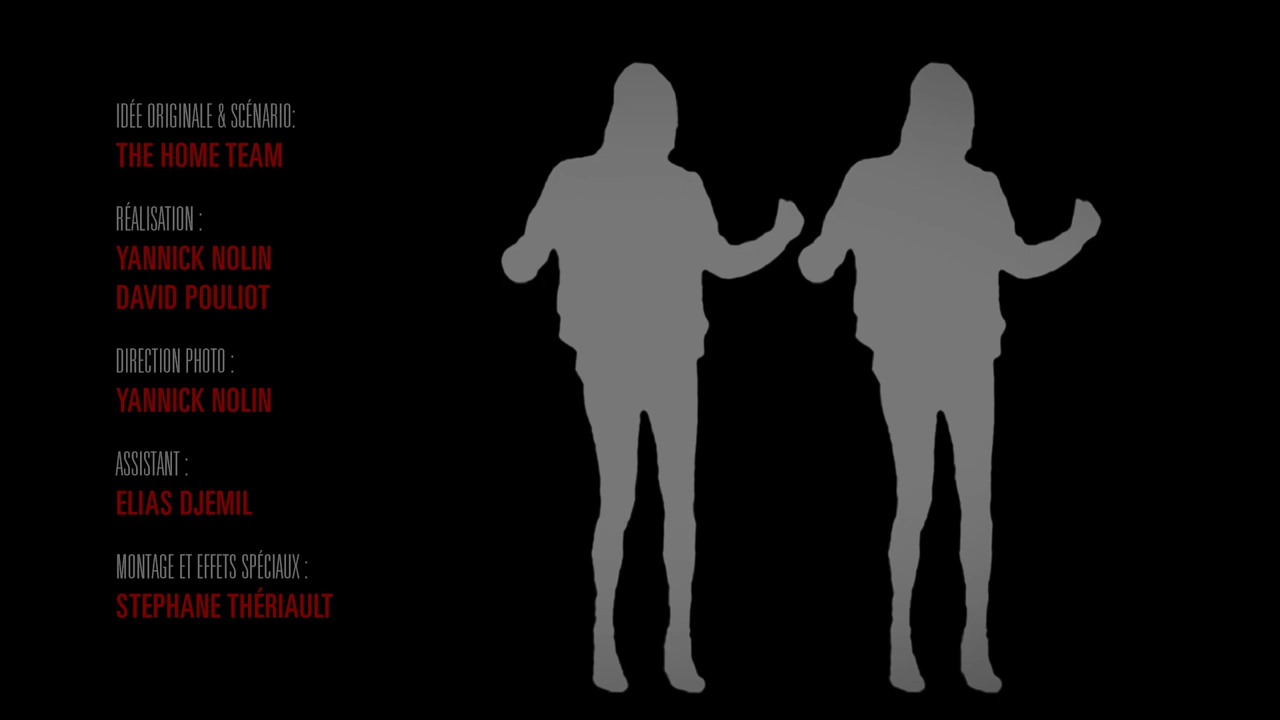 IDÉE ORIGINALE & SCÉNARIO:
THE HOME TEAM
RÉALISATION :
YANNICK NOLIN
DAVID POULIOT
DIRECTION PHOTO :
YANNICK NOLIN
ASSISTANT :
ELIAS DJEMIL
MONTAGE ET EFFETS SPÉCIAUX :
STEPHANE THÉRIAULT